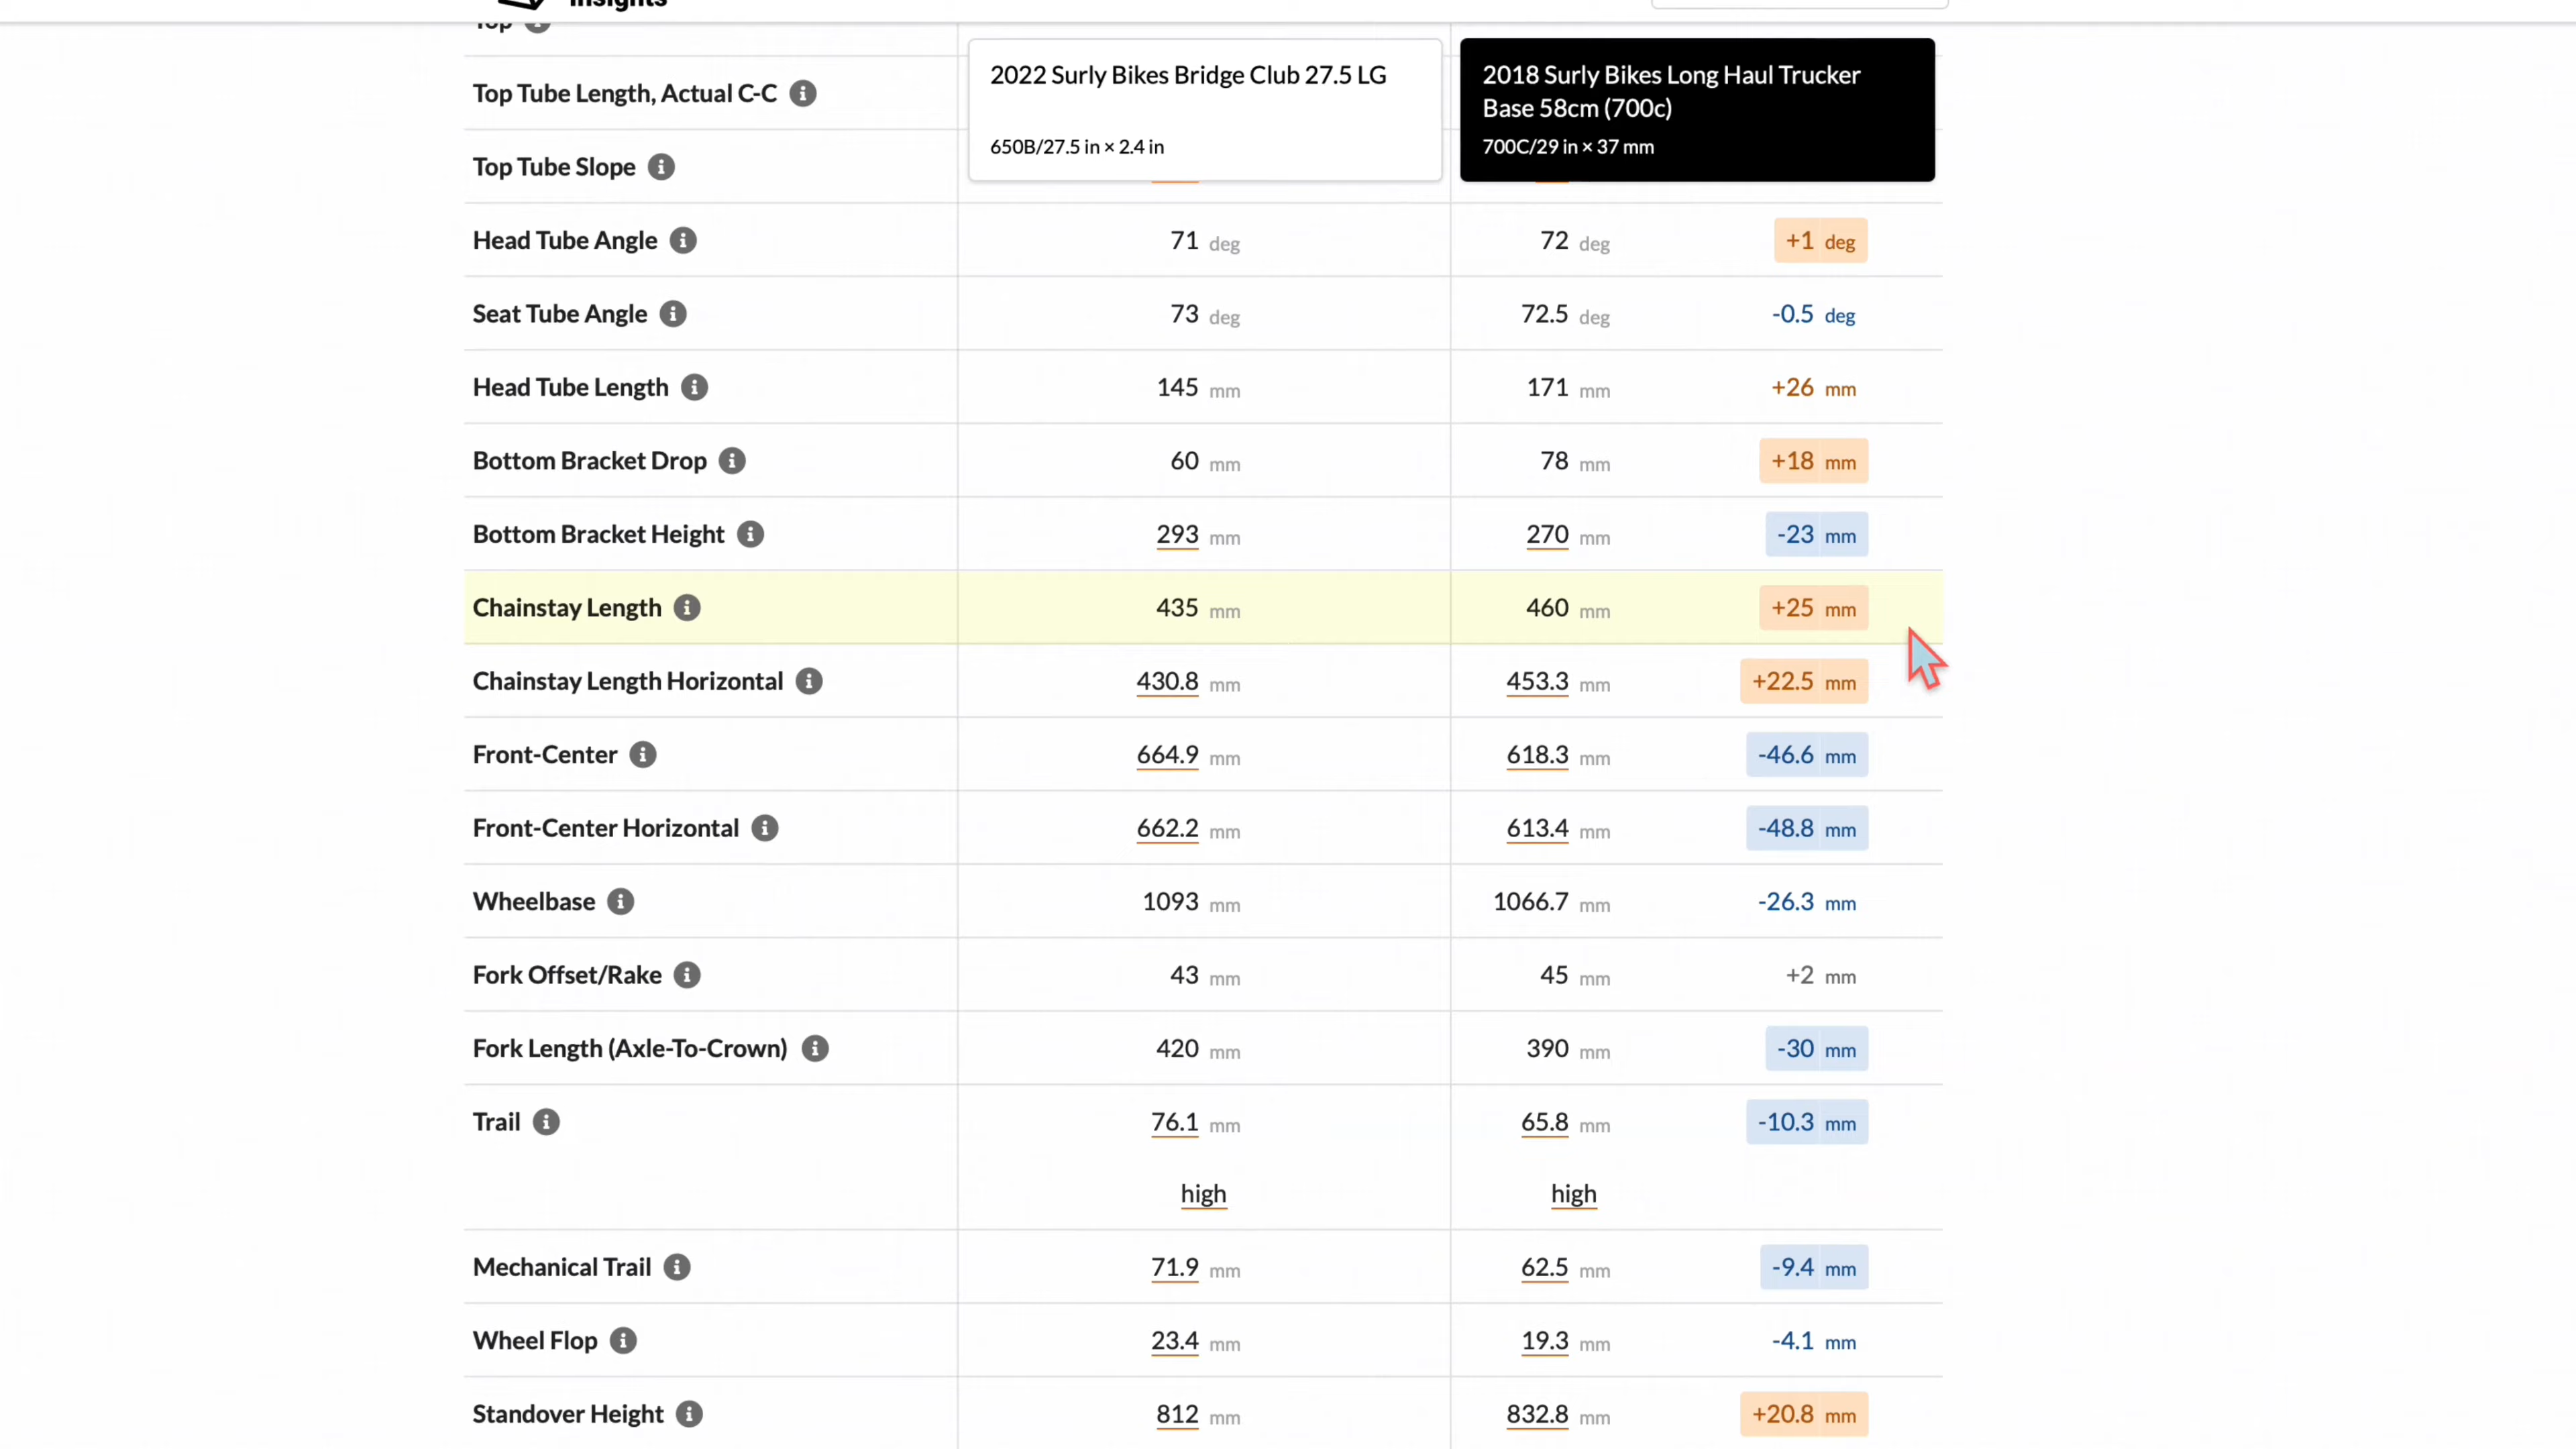 Insights
Top
2022 Surly Bikes Bridge Club 27.5 LG
650B/27.5 in × 2.4 in
2018 Surly Bikes Long Haul Trucker
Base 58cm (700c)
700C/29 in × 37 mm
Top Tube Length, Actual C-C
Top Tube Slope
Head Tube Angle 71 deg 72 deg +1 deg
Seat Tube Angle 73 deg 72.5 deg -0.5 deg
Head Tube Length 145 mm 171 mm +26 mm
Bottom Bracket Drop 60 mm 78 mm +18 mm
Bottom Bracket Height 293 mm 270 mm -23 mm
Chainstay Length 435 mm 460 mm +25 mm
Chainstay Length Horizontal 430.8 mm 453.3 mm +22.5 mm
Front-Center 664.9 mm 618.3 mm -46.6 mm
Front-Center Horizontal 662.2 mm 613.4 mm -48.8 mm
Wheelbase 1093 mm 1066.7 mm -26.3 mm
Fork Offset/Rake 43 mm 45 mm +2 mm
Fork Length (Axle-To-Crown) 420 mm 390 mm -30 mm
Trail 76.1 mm 65.8 mm -10.3 mm
high high
Mechanical Trail 71.9 mm 62.5 mm -9.4 mm
Wheel Flop 23.4 mm 19.3 mm -4.1 mm
Standover Height 812 mm 832.8 mm +20.8 mm